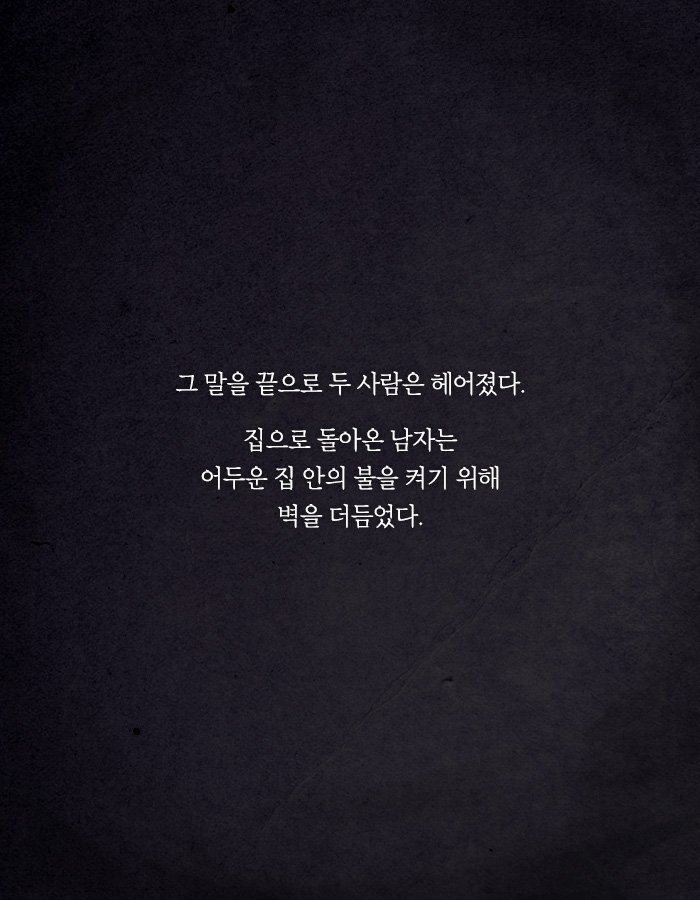 그 말을 끝으로 두 사람은 헤어졌다.
집으로 돌아온 남자는
어두운 집 안의 불을 켜기 위해
벽을 더듬었다.